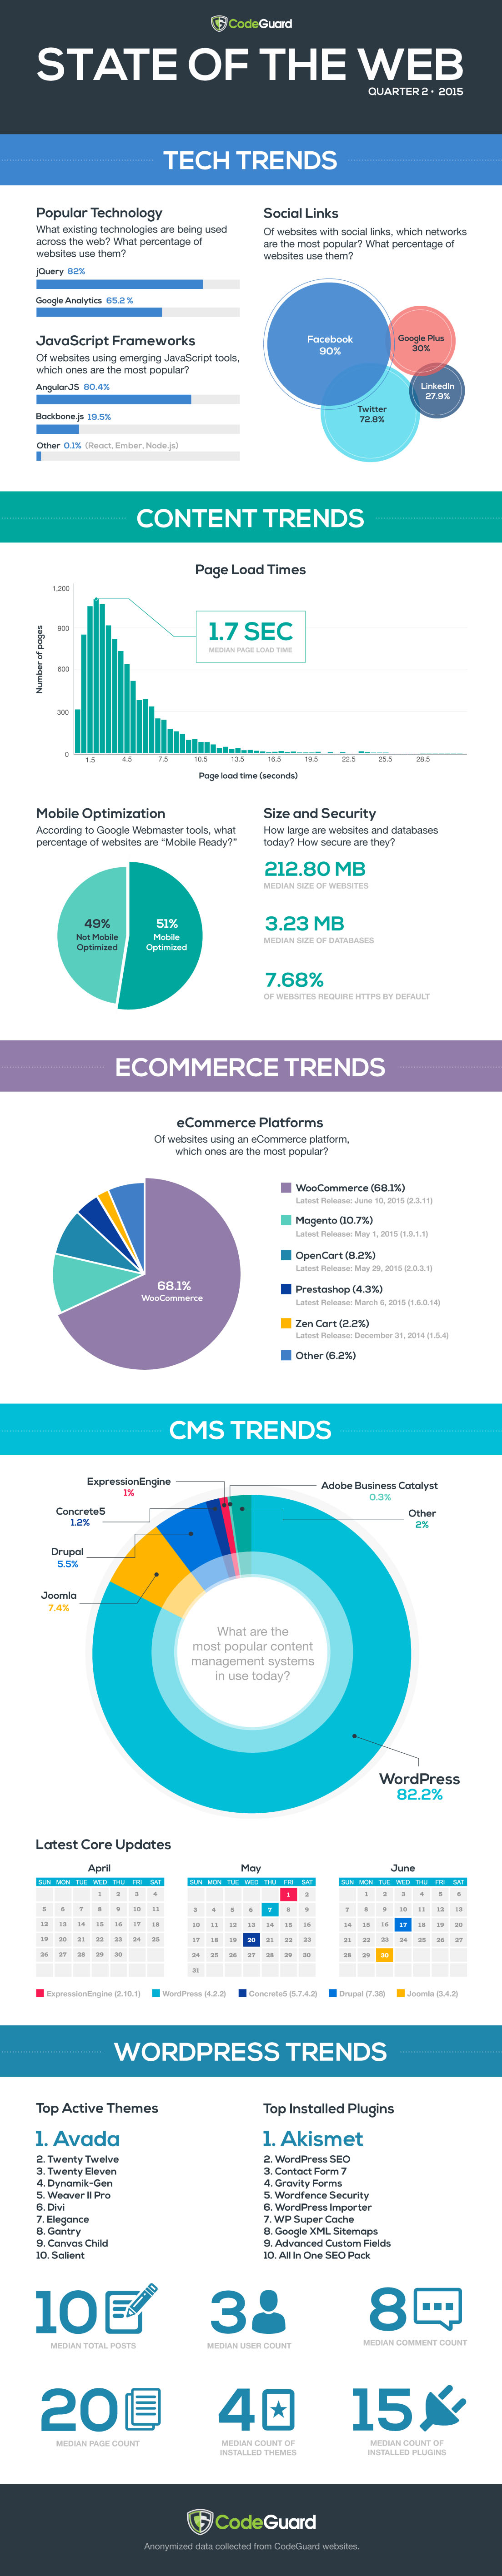 CodeGuard
STATE OF THE WEB
QUARTER 2 • 2015
TECH TRENDS
Popular Technology
What existing technologies are being used
across the web? What percentage of
websites use them?
jQuery 82%
Google Analytics 65.2 %
JavaScript Frameworks
Of websites using emerging JavaScript tools,
which ones are the most popular?
AngularJS 80.4%
Backbone.js 19.5%
Other 0.1% (React, Ember, Node.js)
Social Links
Of websites with social links, which networks
are the most popular? What percentage of
websites use them?
Facebook
90%
Google Plus
30%
LinkedIn
27.9%
Twitter
72.8%
CONTENT TRENDS
Page Load Times
Number of pages
1,200
900
600
300
0
1.7 SEC
MEDIAN PAGE LOAD TIME
1.5 4.5 7.5 10.5 13.5 16.5 19.5 22.5 25.5 28.5
Page load time (seconds)
Mobile Optimization
According to Google Webmaster tools, what
percentage of websites are “Mobile Ready?”
49%
Not Mobile
Optimized
51%
Mobile
Optimized
Size and Security
How large are websites and databases
today? How secure are they?
212.80 MB
MEDIAN SIZE OF WEBSITES
3.23 MB
MEDIAN SIZE OF DATABASES
7.68%
OF WEBSITES REQUIRE HTTPS BY DEFAULT
ECOMMERCE TRENDS
eCommerce Platforms
Of websites using an eCommerce platform,
which ones are the most popular?
68.1%
WooCommerce
WooCommerce (68.1%)
Latest Release: June 10, 2015 (2.3.11)
Magento (10.7%)
Latest Release: May 1, 2015 (1.9.1.1)
OpenCart (8.2%)
Latest Release: May 29, 2015 (2.0.3.1)
Prestashop (4.3%)
Latest Release: March 6, 2015 (1.6.0.14)
Zen Cart (2.2%)
Latest Release: December 31, 2014 (1.5.4)
Other (6.2%)
CMS TRENDS
ExpressionEngine
1%
Concrete5
1.2%
Drupal
5.5%
Joomla
7.4%
Adobe Business Catalyst
0.3%
Other
2%
What are the
most popular content
management systems
in use today?
WordPress
82.2%
Latest Core Updates
April
SUN MON TUE WED THU FRI SAT
1 2 3 4
5 6 7 8 9 10 11
12 13 14 15 16 17 18
19 20 21 22 23 24 25
26 27 28 29 30
May
SUN MON TUE WED THU FRI SAT
1 2
3 4 5 6 7 8 9
10 11 12 13 14 15 16
17 18 19 20 21 22 23
24 25 26 27 28 29 30
31
June
SUN MON TUE WED THU FRI SAT
1 2 3 4 5 6
7 8 9 10 11 12 13
14 15 16 17 18 19 20
21 22 23 24 25 26 27
28 29 30
ExpressionEngine (2.10.1) WordPress (4.2.2) Concrete5 (5.7.4.2) Drupal (7.38) Joomla (3.4.2)
WORDPRESS TRENDS
Top Active Themes
1. Avada
2. Twenty Twelve
3. Twenty Eleven
4. Dynamik-Gen
5. Weaver II Pro
6. Divi
7. Elegance
8. Gantry
9. Canvas Child
10. Salient
Top Installed Plugins
1. Akismet
2. WordPress SEO
3. Contact Form 7
4. Gravity Forms
5. Wordfence Security
6. WordPress Importer
7. WP Super Cache
8. Google XML Sitemaps
9. Advanced Custom Fields
10. All In One SEO Pack
10
MEDIAN TOTAL POSTS
3
MEDIAN USER COUNT
8
MEDIAN COMMENT COUNT
20
MEDIAN PAGE COUNT
4
MEDIAN COUNT OF
INSTALLED THEMES
15
MEDIAN COUNT OF
INSTALLED PLUGINS
CodeGuard
Anonymized data collected from CodeGuard websites.